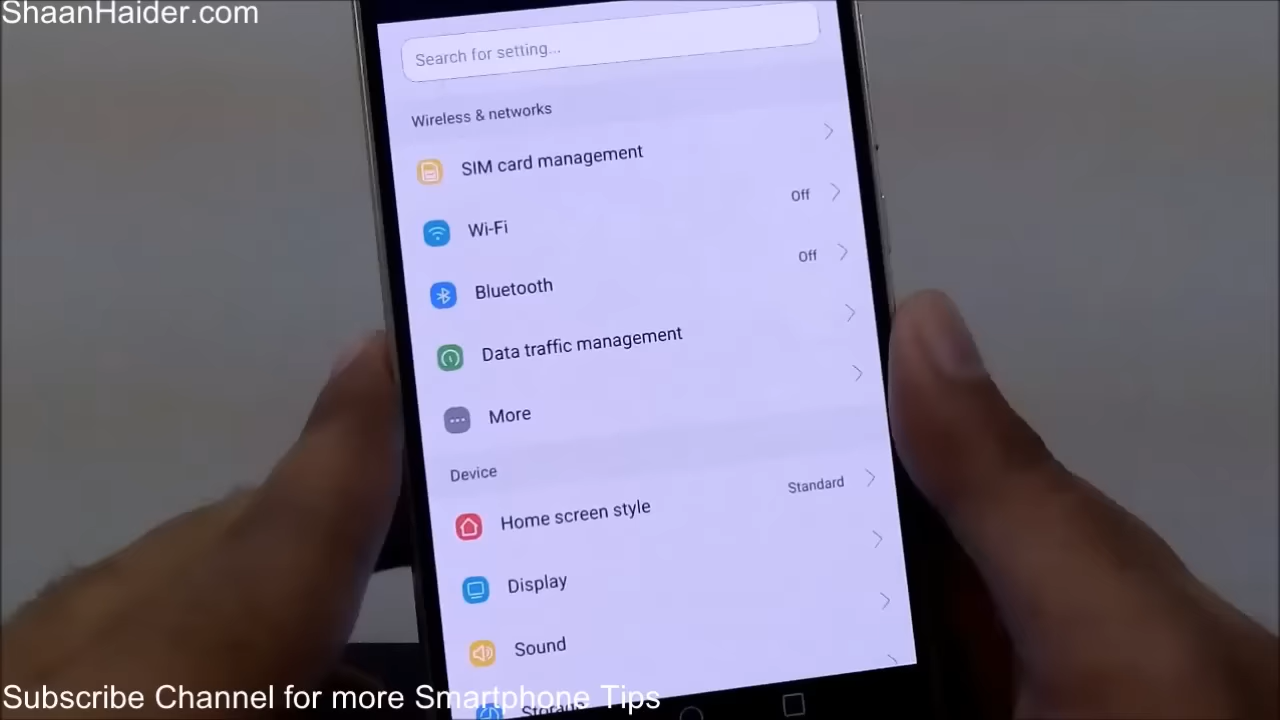 ShaanHaider.com
Search for setting...
Wireless & networks
SIM card management
Wi-Fi
Off
Bluetooth
Off
Data traffic management
More
Device
Home screen style
Standard
Display
Sound
Storage
Subscribe Channel for more Smartphone Tips